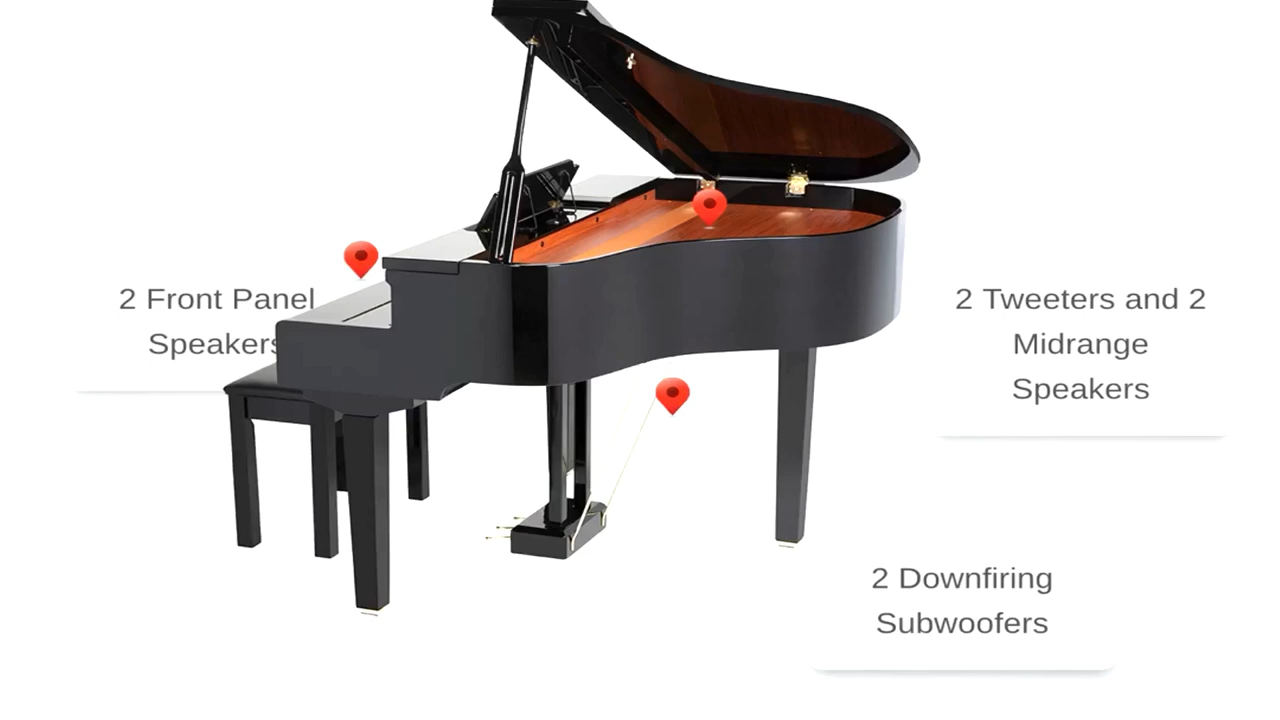 2 Front Panel
Speakers
2 Tweeters and 2
Midrange
Speakers
2 Downfiring
Subwoofers